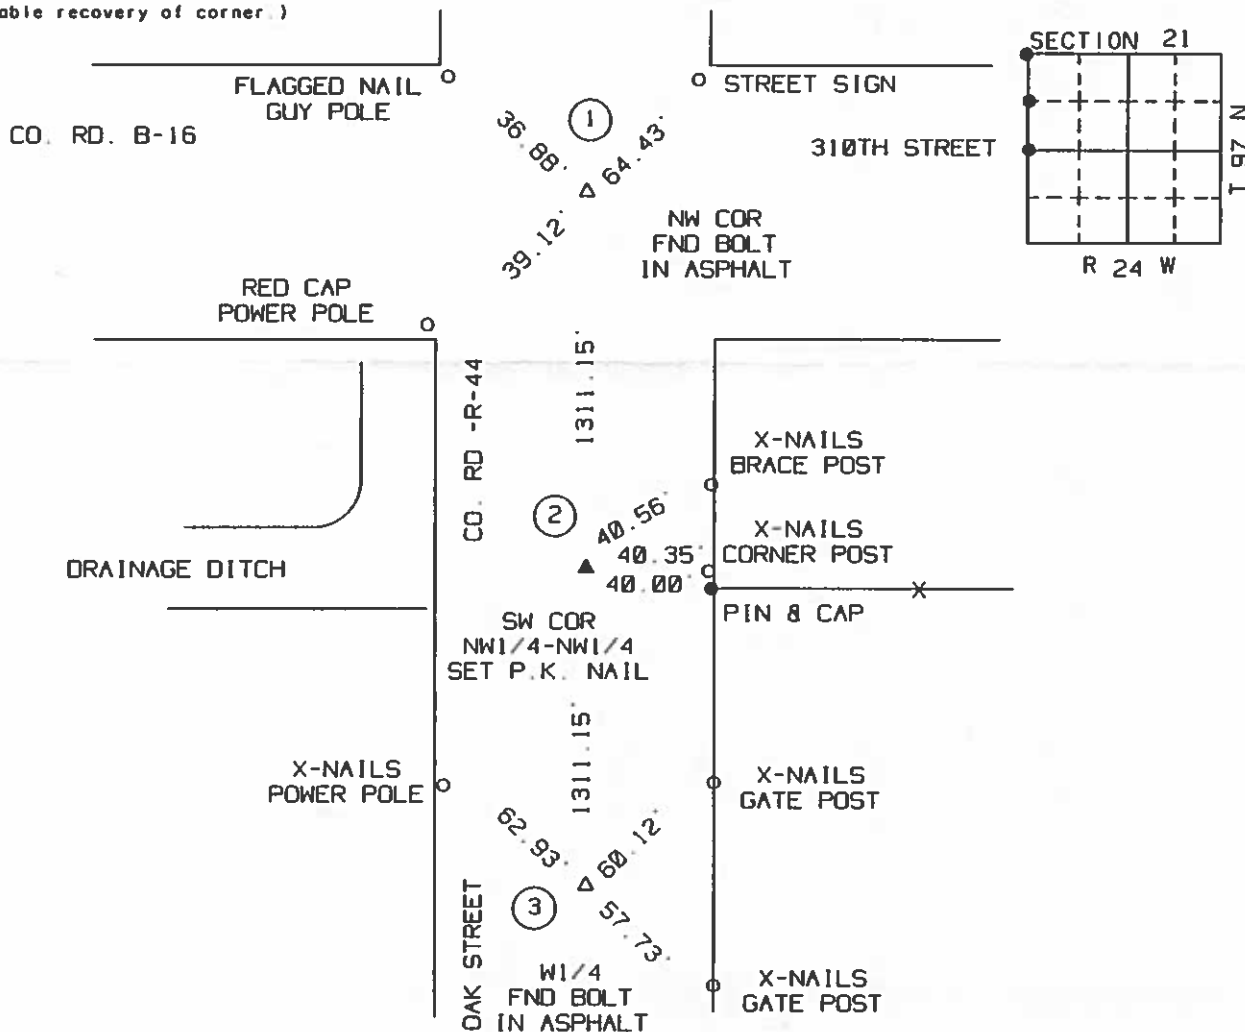 able recovery of corner.)
SECTION 21
FLAGGED NAIL
GUY POLE
STREET SIGN
CO. RD. B-16
1
36.88'
64.43'
310TH STREET
T 97 N
39.12'
NW COR
FND BOLT
IN ASPHALT
R 24 W
RED CAP
POWER POLE
1311.15'
CO. RD -R-44
X-NAILS
BRACE POST
2
40.56'
X-NAILS
CORNER POST
40.35'
40.00'
DRAINAGE DITCH
PIN & CAP
SW COR
NW1/4-NW1/4
SET P.K. NAIL
1311.15'
X-NAILS
POWER POLE
X-NAILS
GATE POST
62.93'
60.12'
3
57.73'
OAK STREET
W1/4
FND BOLT
IN ASPHALT
X-NAILS
GATE POST